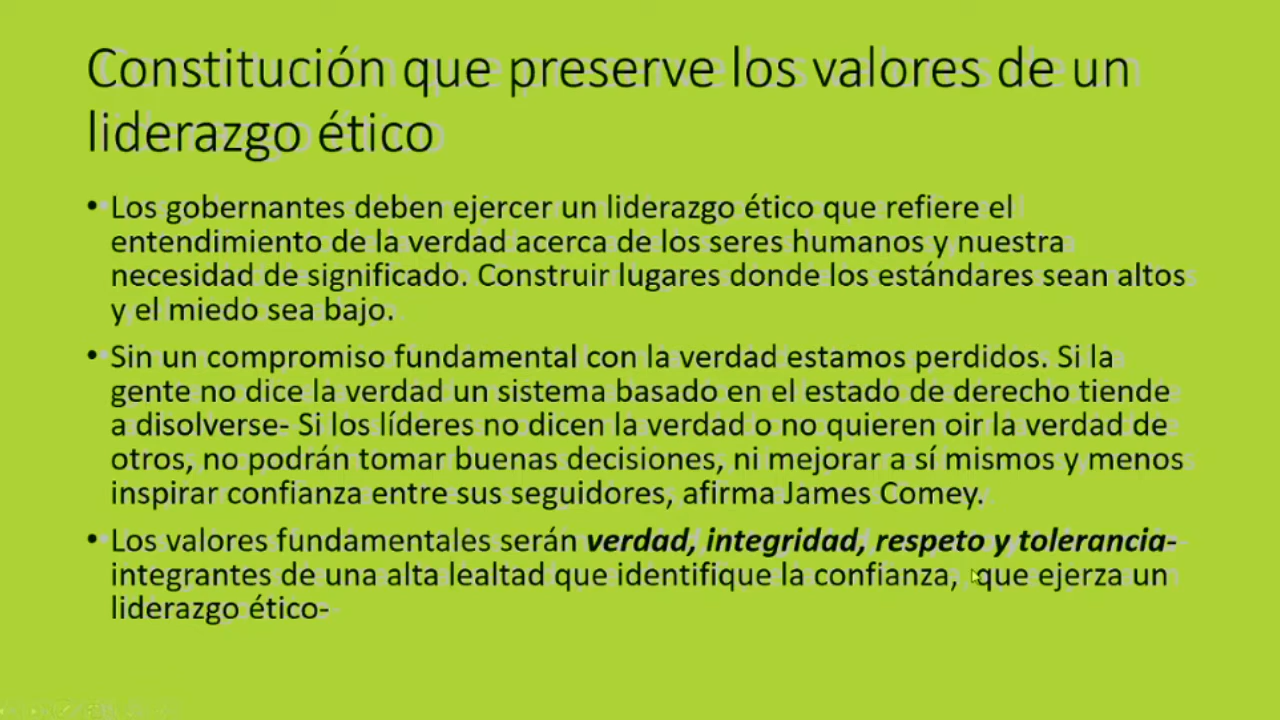 Constitución que preserve los valores de un
liderazgo ético
• Los gobernantes deben ejercer un liderazgo ético que refiere el
entendimiento de la verdad acerca de los seres humanos y nuestra
necesidad de significado. Construir lugares donde los estándares sean altos
y el miedo sea bajo.
• Sin un compromiso fundamental con la verdad estamos perdidos. Si la
gente no dice la verdad un sistema basado en el estado de derecho tiende
a disolverse- Si los líderes no dicen la verdad o no quieren oir la verdad de
otros, no podrán tomar buenas decisiones, ni mejorar a sí mismos y menos
inspirar confianza entre sus seguidores, afirma James Comey.
• Los valores fundamentales serán verdad, integridad, respeto y tolerancia-
integrantes de una alta lealtad que identifique la confianza, que ejerza un
liderazgo ético-